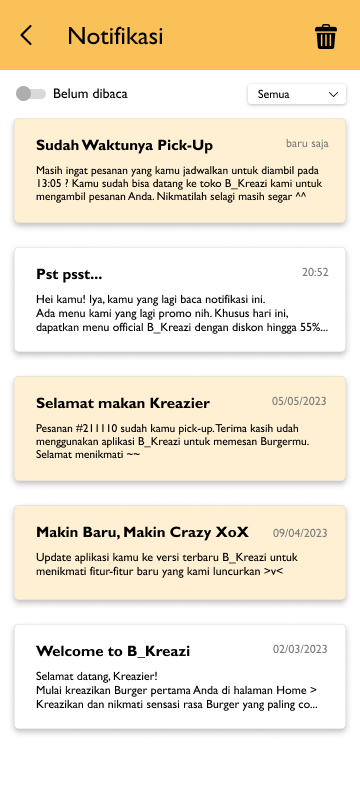 Notifikasi
Belum dibaca
Semua
Sudah Waktunya Pick-Up
baru saja
Masih ingat pesanan yang kamu jadwalkan untuk diambil pada
13:05 ? Kamu sudah bisa datang ke toko B_Kreazi kami untuk
mengambil pesanan Anda. Nikmatilah selagi masih segar ^^
Pst psst...
20:52
Hei kamu! Iya, kamu yang lagi baca notifikasi ini.
Ada menu kami yang lagi promo nih. Khusus hari ini,
dapatkan menu official B_Kreazi dengan diskon hingga 55%...
Selamat makan Kreazier
05/05/2023
Pesanan #211110 sudah kamu pick-up. Terima kasih udah
menggunakan aplikasi B_Kreazi untuk memesan Burgermu.
Selamat menikmati ~~
Makin Baru, Makin Crazy XoX
09/04/2023
Update aplikasi kamu ke versi terbaru B_Kreazi untuk
menikmati fitur-fitur baru yang kami luncurkan >v<
Welcome to B_Kreazi
02/03/2023
Selamat datang, Kreazier!
Mulai kreazikan Burger pertama Anda di halaman Home >
Kreazikan dan nikmati sensasi rasa Burger yang paling co...